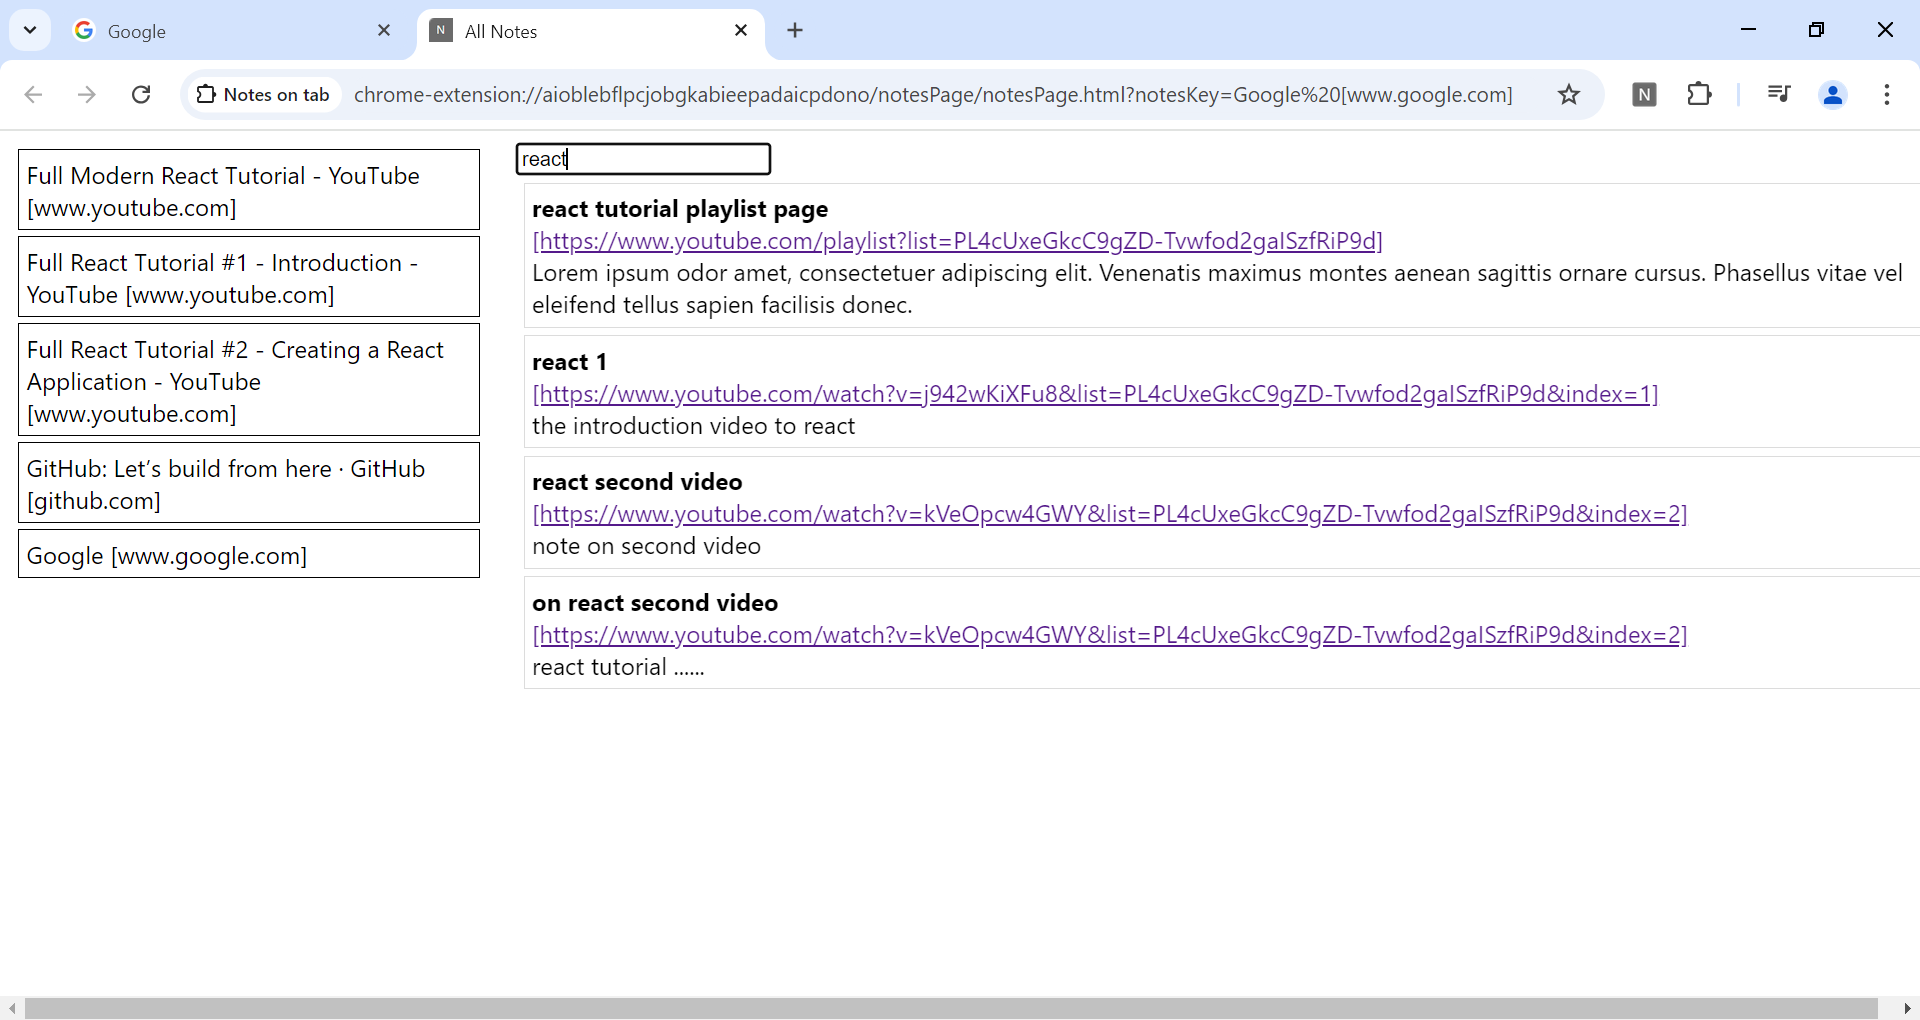 Google
N
All Notes
Notes on tab
chrome-extension://aioblebflpcjobgkabieepadaicpdono/notesPage/notesPage.html?notesKey=Google%20[www.google.com]
N
Full Modern React Tutorial - YouTube
[www.youtube.com]
Full React Tutorial #1 - Introduction -
YouTube [www.youtube.com]
Full React Tutorial #2 - Creating a React
Application - YouTube
[www.youtube.com]
GitHub: Let’s build from here · GitHub
[github.com]
Google [www.google.com]
react
react tutorial playlist page
[https://www.youtube.com/playlist?list=PL4cUxeGkcC9gZD-Tvwfod2gaISzfRiP9d]
Lorem ipsum odor amet, consectetuer adipiscing elit. Venenatis maximus montes aenean sagittis ornare cursus. Phasellus vitae vel
eleifend tellus sapien facilisis donec.
react 1
[https://www.youtube.com/watch?v=j942wKiXFu8&list=PL4cUxeGkcC9gZD-Tvwfod2gaISzfRiP9d&index=1]
the introduction video to react
react second video
[https://www.youtube.com/watch?v=kVeOpcw4GWY&list=PL4cUxeGkcC9gZD-Tvwfod2gaISzfRiP9d&index=2]
note on second video
on react second video
[https://www.youtube.com/watch?v=kVeOpcw4GWY&list=PL4cUxeGkcC9gZD-Tvwfod2gaISzfRiP9d&index=2]
react tutorial ......